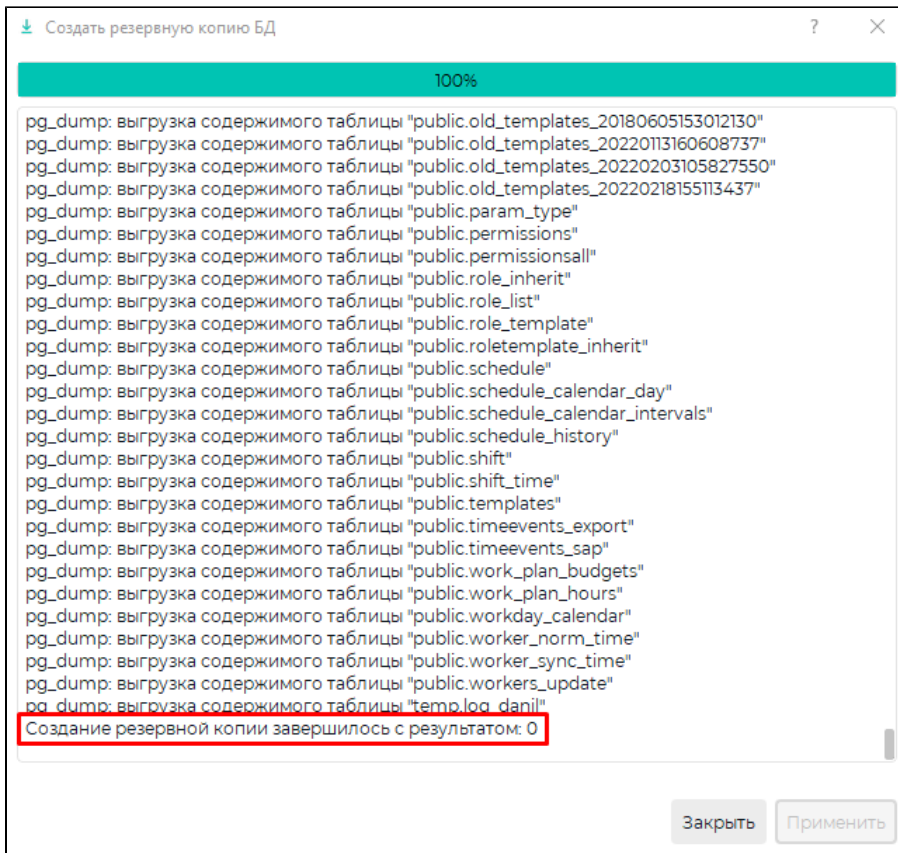 Создать резервную копию БД ?
100%
pg_dump: выгрузка содержимого таблицы "public.old_templates_20180605153012130"
pg_dump: выгрузка содержимого таблицы "public.old_templates_20220113160608737"
pg_dump: выгрузка содержимого таблицы "public.old_templates_20220203105827550"
pg_dump: выгрузка содержимого таблицы "public.old_templates_20220218155113437"
pg_dump: выгрузка содержимого таблицы "public.param_type"
pg_dump: выгрузка содержимого таблицы "public.permissions"
pg_dump: выгрузка содержимого таблицы "public.permissionsall"
pg_dump: выгрузка содержимого таблицы "public.role_inherit"
pg_dump: выгрузка содержимого таблицы "public.role_list"
pg_dump: выгрузка содержимого таблицы "public.role_template"
pg_dump: выгрузка содержимого таблицы "public.roletemplate_inherit"
pg_dump: выгрузка содержимого таблицы "public.schedule"
pg_dump: выгрузка содержимого таблицы "public.schedule_calendar_day"
pg_dump: выгрузка содержимого таблицы "public.schedule_calendar_intervals"
pg_dump: выгрузка содержимого таблицы "public.schedule_history"
pg_dump: выгрузка содержимого таблицы "public.shift"
pg_dump: выгрузка содержимого таблицы "public.shift_time"
pg_dump: выгрузка содержимого таблицы "public.templates"
pg_dump: выгрузка содержимого таблицы "public.timeevents_export"
pg_dump: выгрузка содержимого таблицы "public.timeevents_sap"
pg_dump: выгрузка содержимого таблицы "public.work_plan_budgets"
pg_dump: выгрузка содержимого таблицы "public.work_plan_hours"
pg_dump: выгрузка содержимого таблицы "public.workday_calendar"
pg_dump: выгрузка содержимого таблицы "public.worker_norm_time"
pg_dump: выгрузка содержимого таблицы "public.worker_sync_time"
pg_dump: выгрузка содержимого таблицы "public.workers_update"
pg_dump: выгрузка содержимого таблицы "temp.log_danil"
Создание резервной копии завершилось с результатом: 0
Закрыть Применить